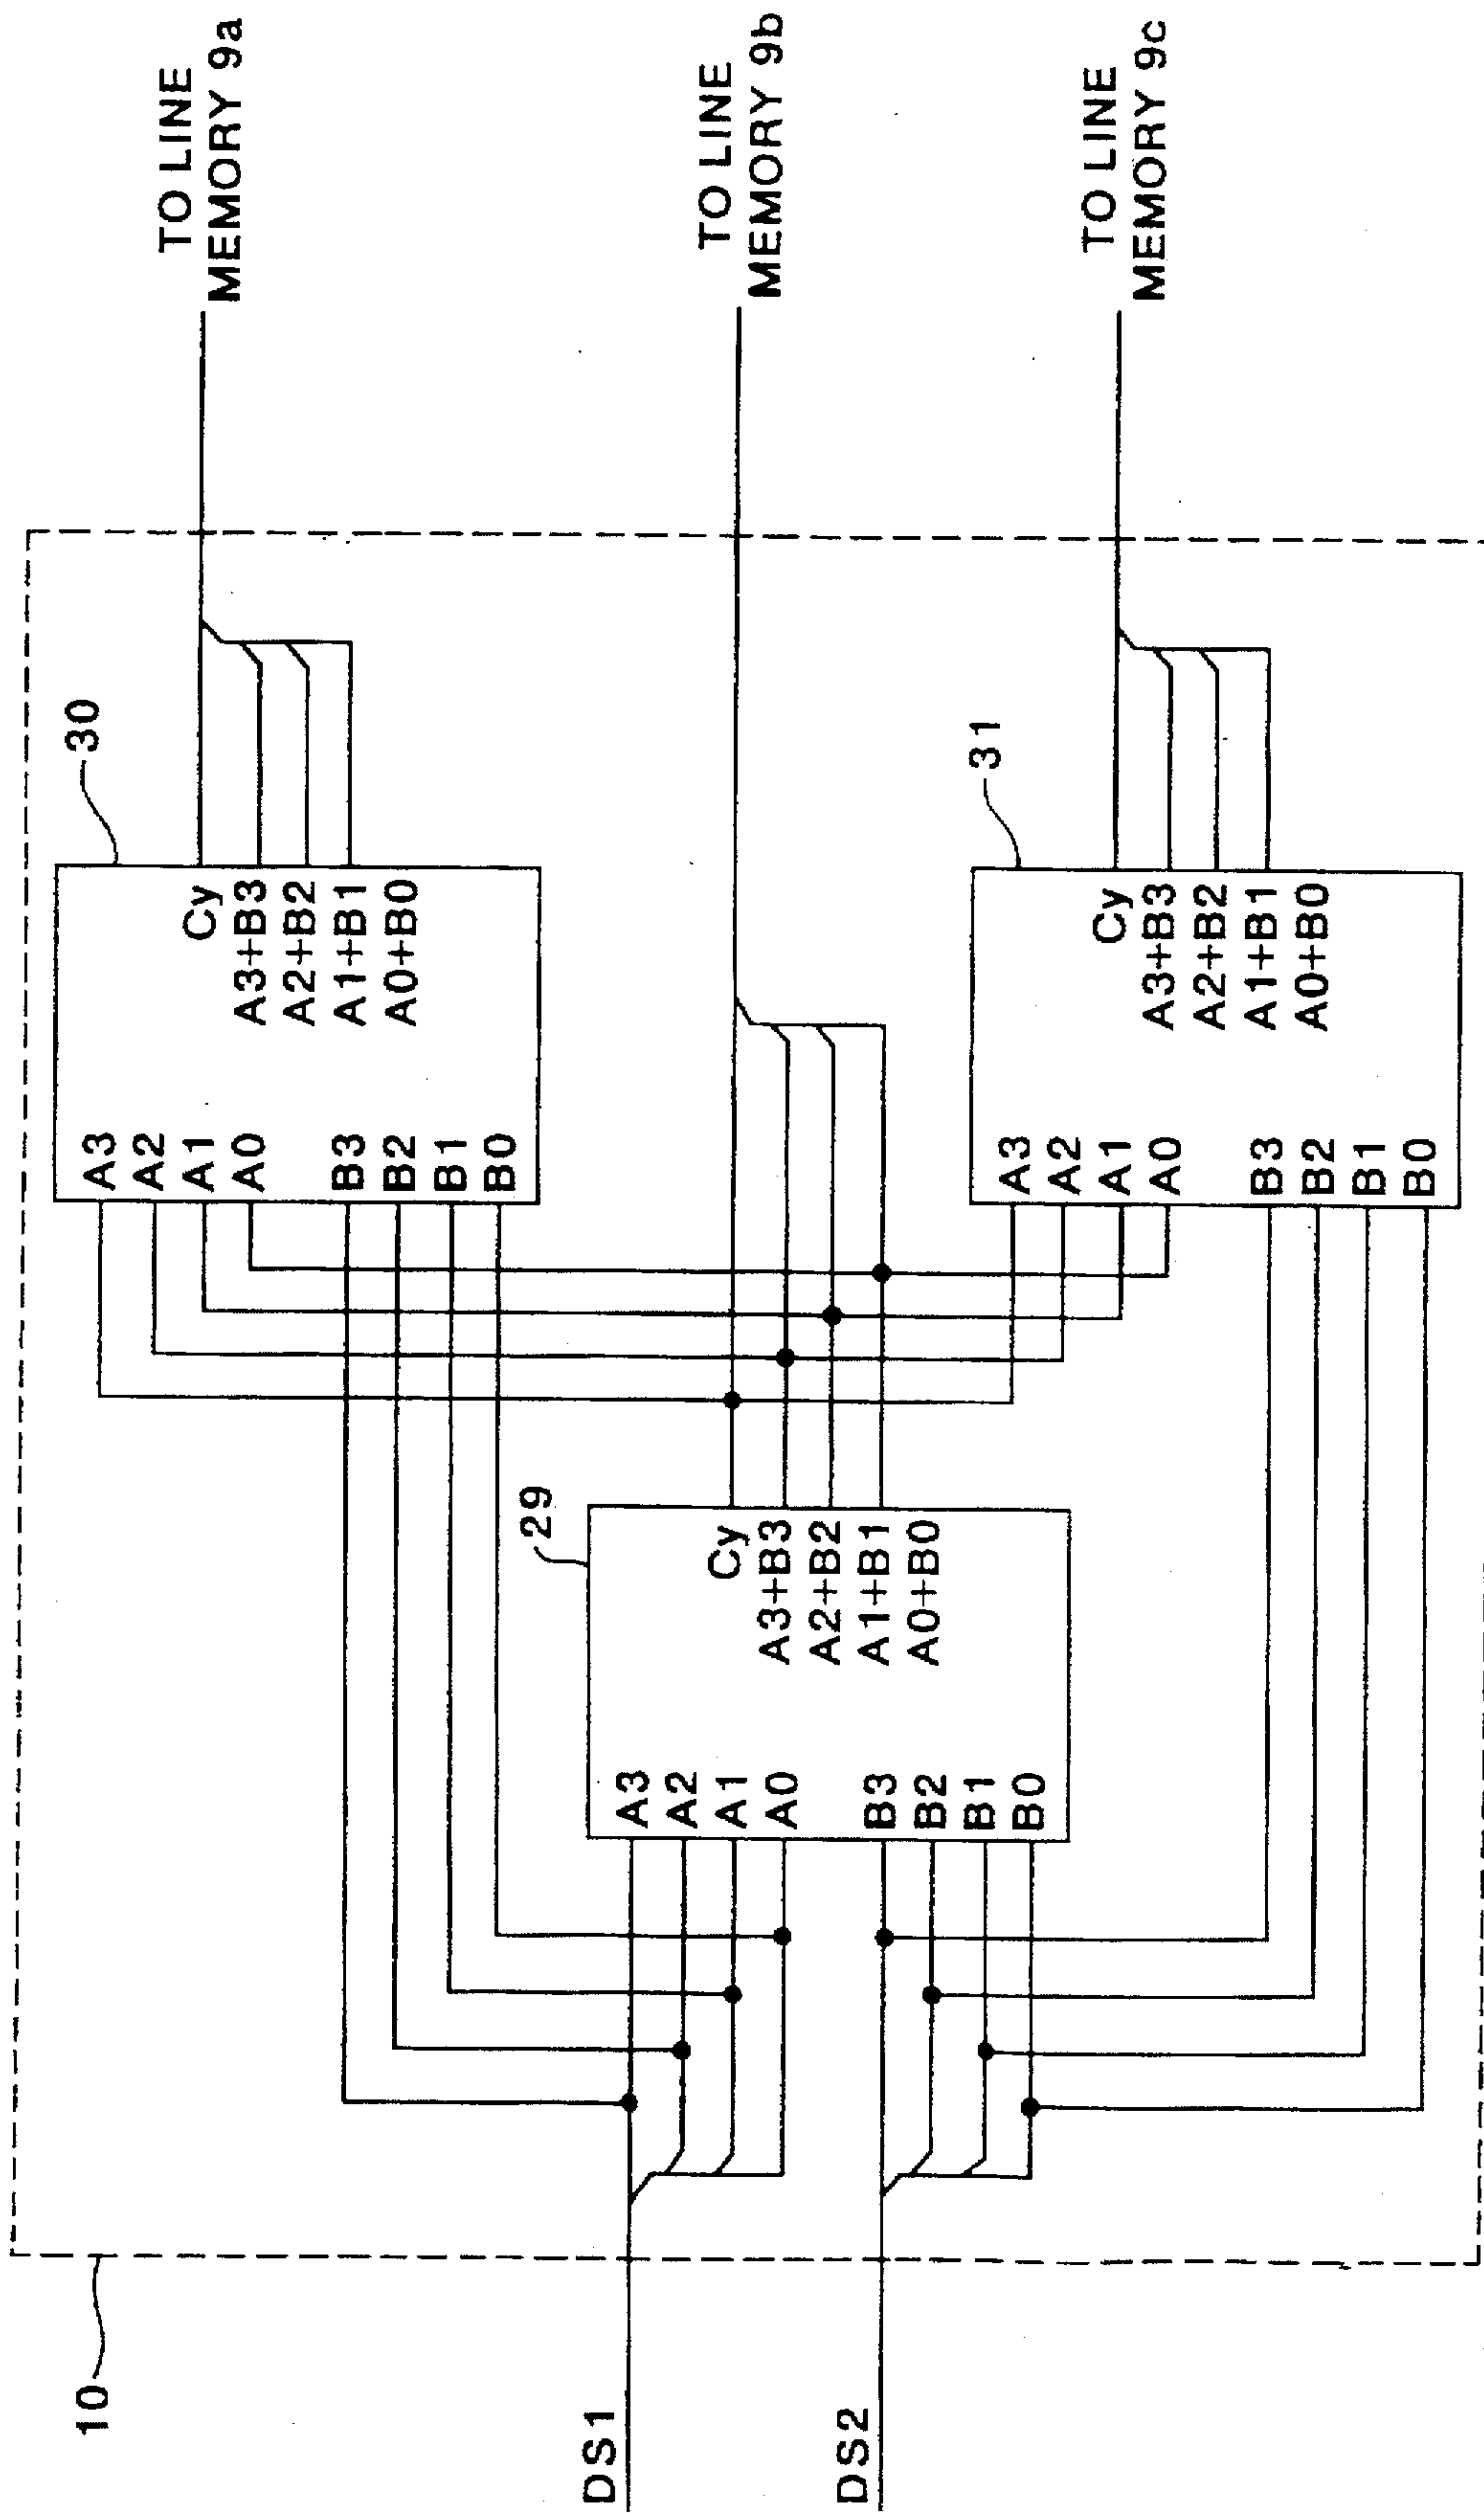 10
DS1
DS2
29
A3
A2
A1
A0
B3
B2
B1
B0
Cy
A3+B3
A2+B2
A1+B1
A0+B0
30
A3
A2
A1
A0
B3
B2
B1
B0
Cy
A3+B3
A2+B2
A1+B1
A0+B0
31
A3
A2
A1
A0
B3
B2
B1
B0
Cy
A3+B3
A2+B2
A1+B1
A0+B0
TO LINE
MEMORY 9a
TO LINE
MEMORY 9b
TO LINE
MEMORY 9c